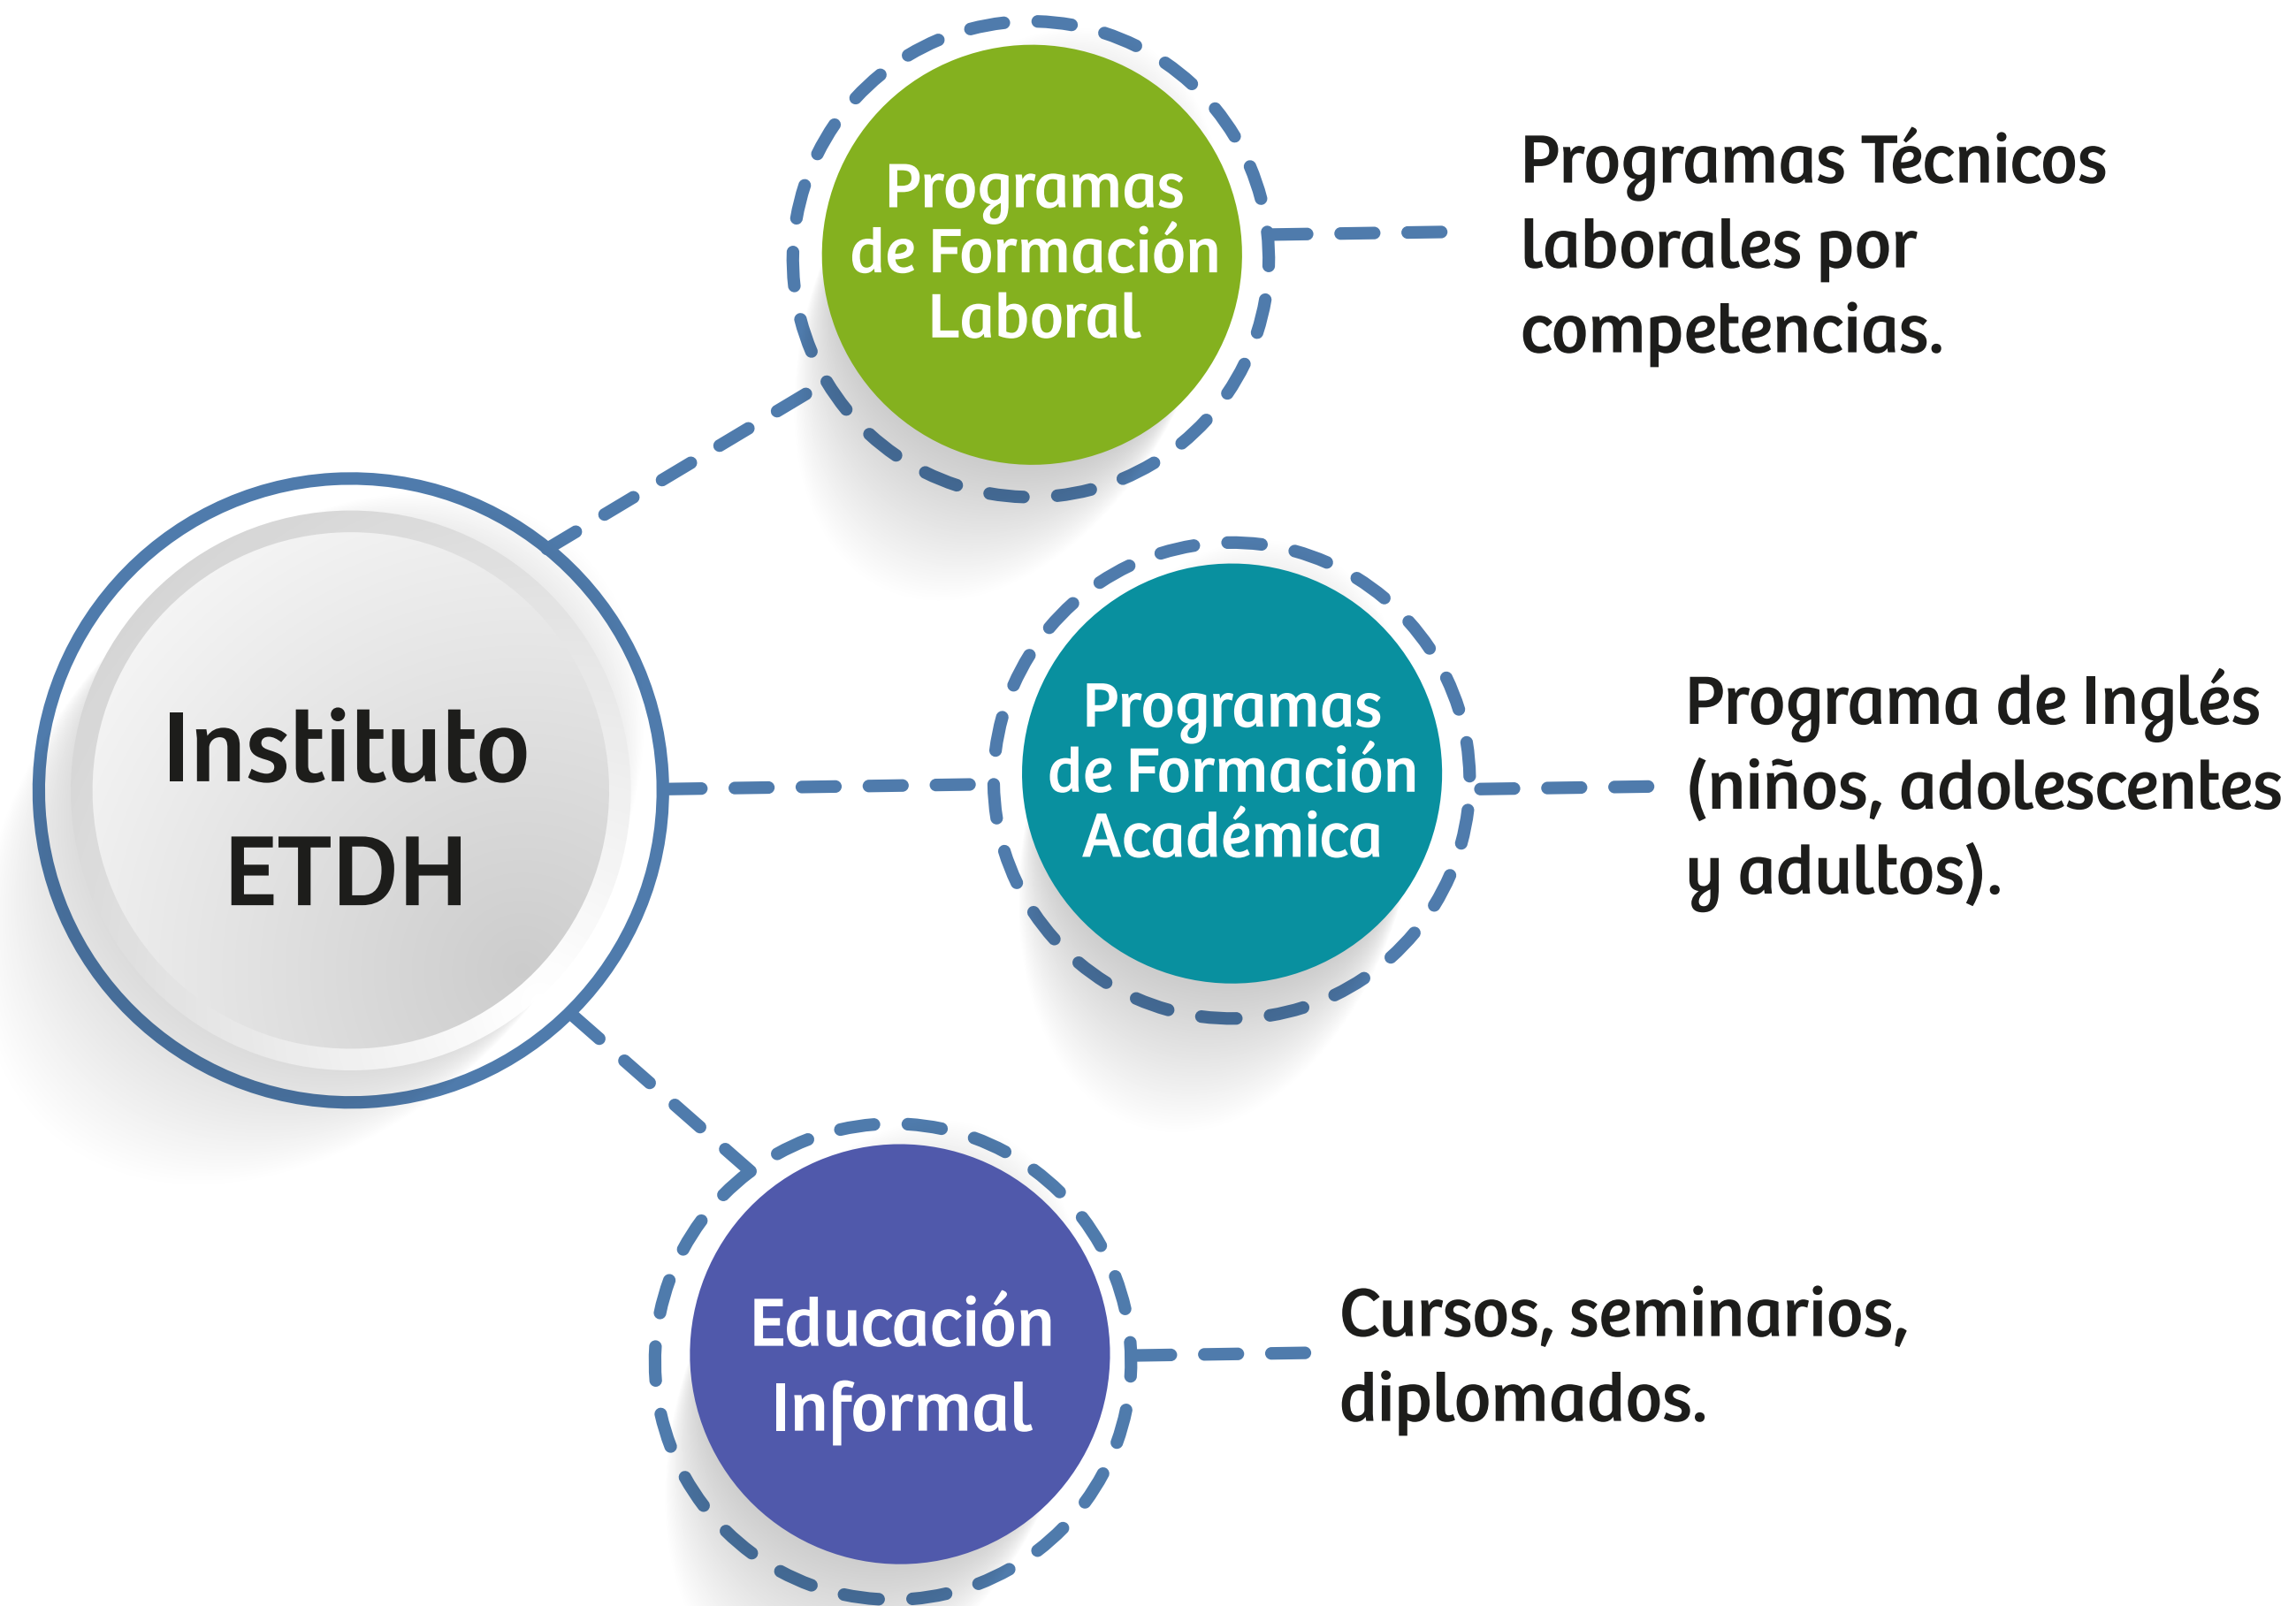 Instituto
ETDH
Programas
de Formación
Laboral
Programas Técnicos
laborales por
competencias.
Programas
de Formación
Académica
Programa de Inglés
(niños, adolescentes
y adultos).
Educación
Informal
Cursos, seminarios,
diplomados.